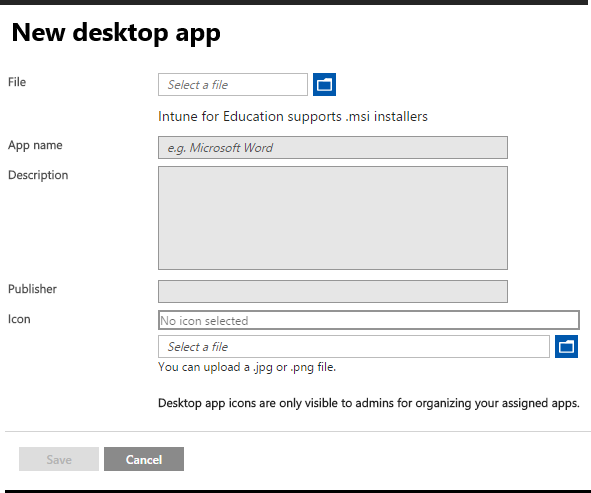 New desktop app
File
Select a file
Intune for Education supports .msi installers
App name
e.g. Microsoft Word
Description
Publisher
Icon
No icon selected
Select a file
You can upload a .jpg or .png file.
Desktop app icons are only visible to admins for organizing your assigned apps.
Save
Cancel